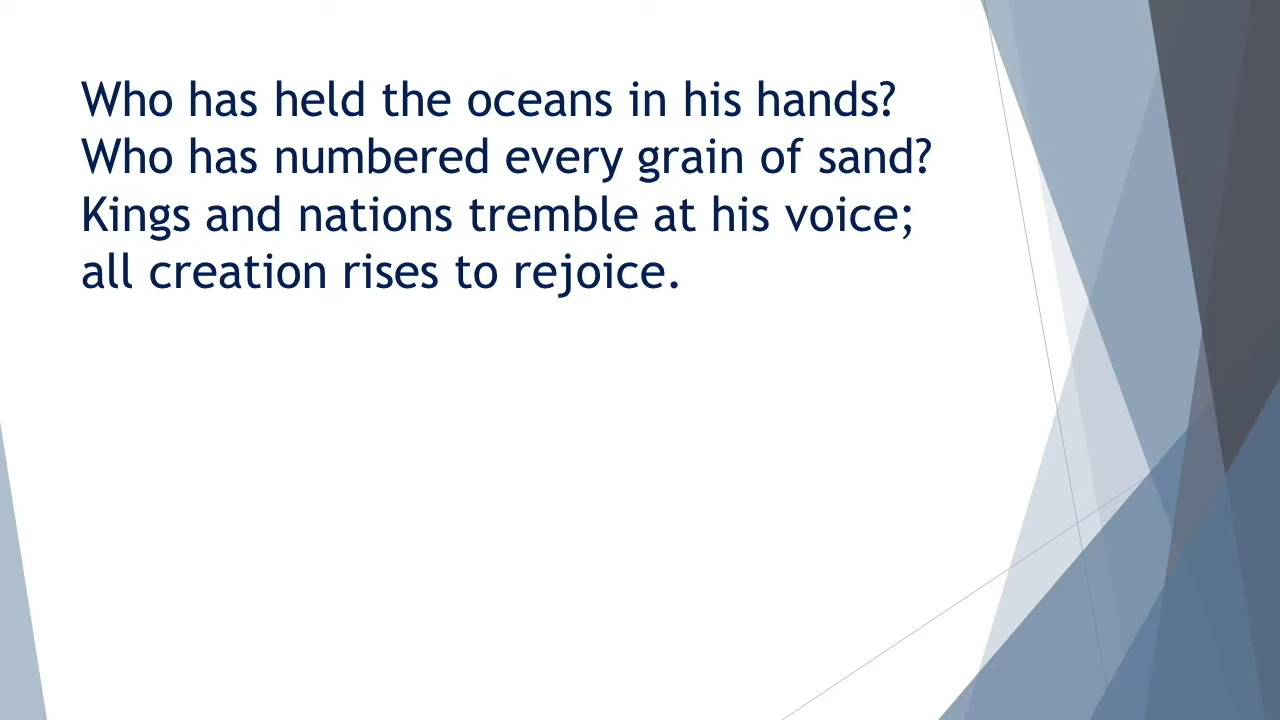 Who has held the oceans in his hands?
Who has numbered every grain of sand?
Kings and nations tremble at his voice;
all creation rises to rejoice.